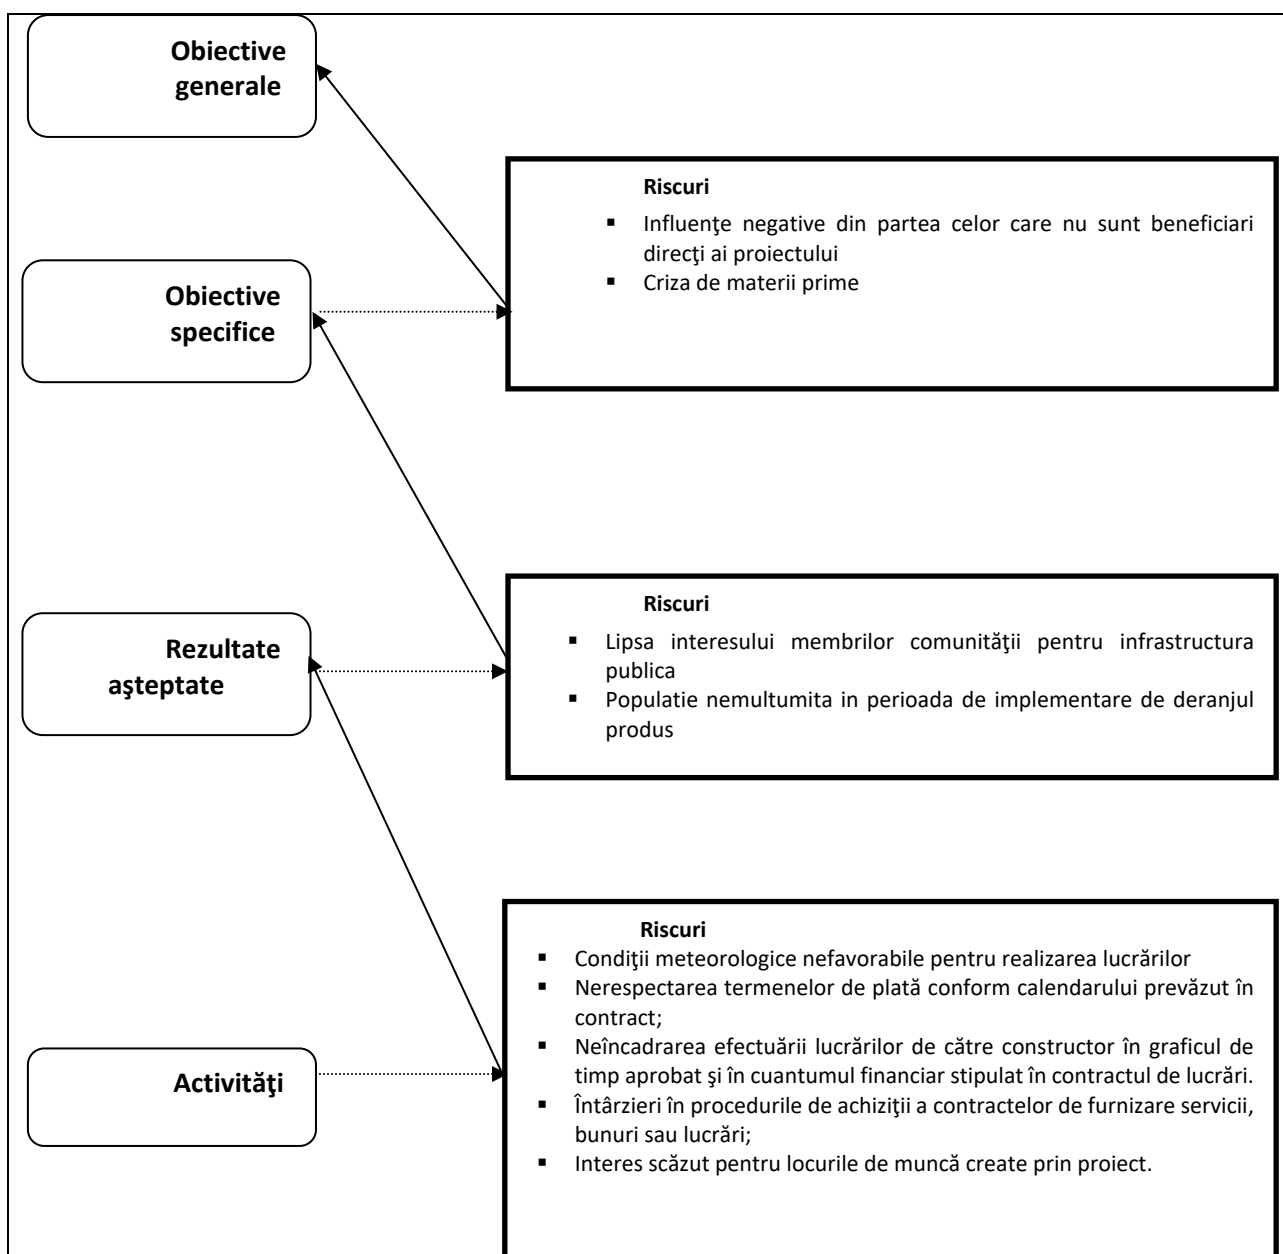 Obiective
generale
Riscuri
▪ Influenţe negative din partea celor care nu sunt beneficiari
direcţi ai proiectului
▪ Criza de materii prime
Obiective
specifice
Riscuri
▪ Lipsa interesului membrilor comunităţii pentru infrastructura
publica
▪ Populatie nemultumita in perioada de implementare de deranjul
produs
Rezultate
aşteptate
Riscuri
▪ Condiţii meteorologice nefavorabile pentru realizarea lucrărilor
▪ Nerespectarea termenelor de plată conform calendarului prevăzut în
contract;
▪ Neîncadrarea efectuării lucrărilor de către constructor în graficul de
timp aprobat şi în cuantumul financiar stipulat în contractul de lucrări.
▪ Întârzieri în procedurile de achiziţii a contractelor de furnizare servicii,
bunuri sau lucrări;
▪ Interes scăzut pentru locurile de muncă create prin proiect.
Activităţi